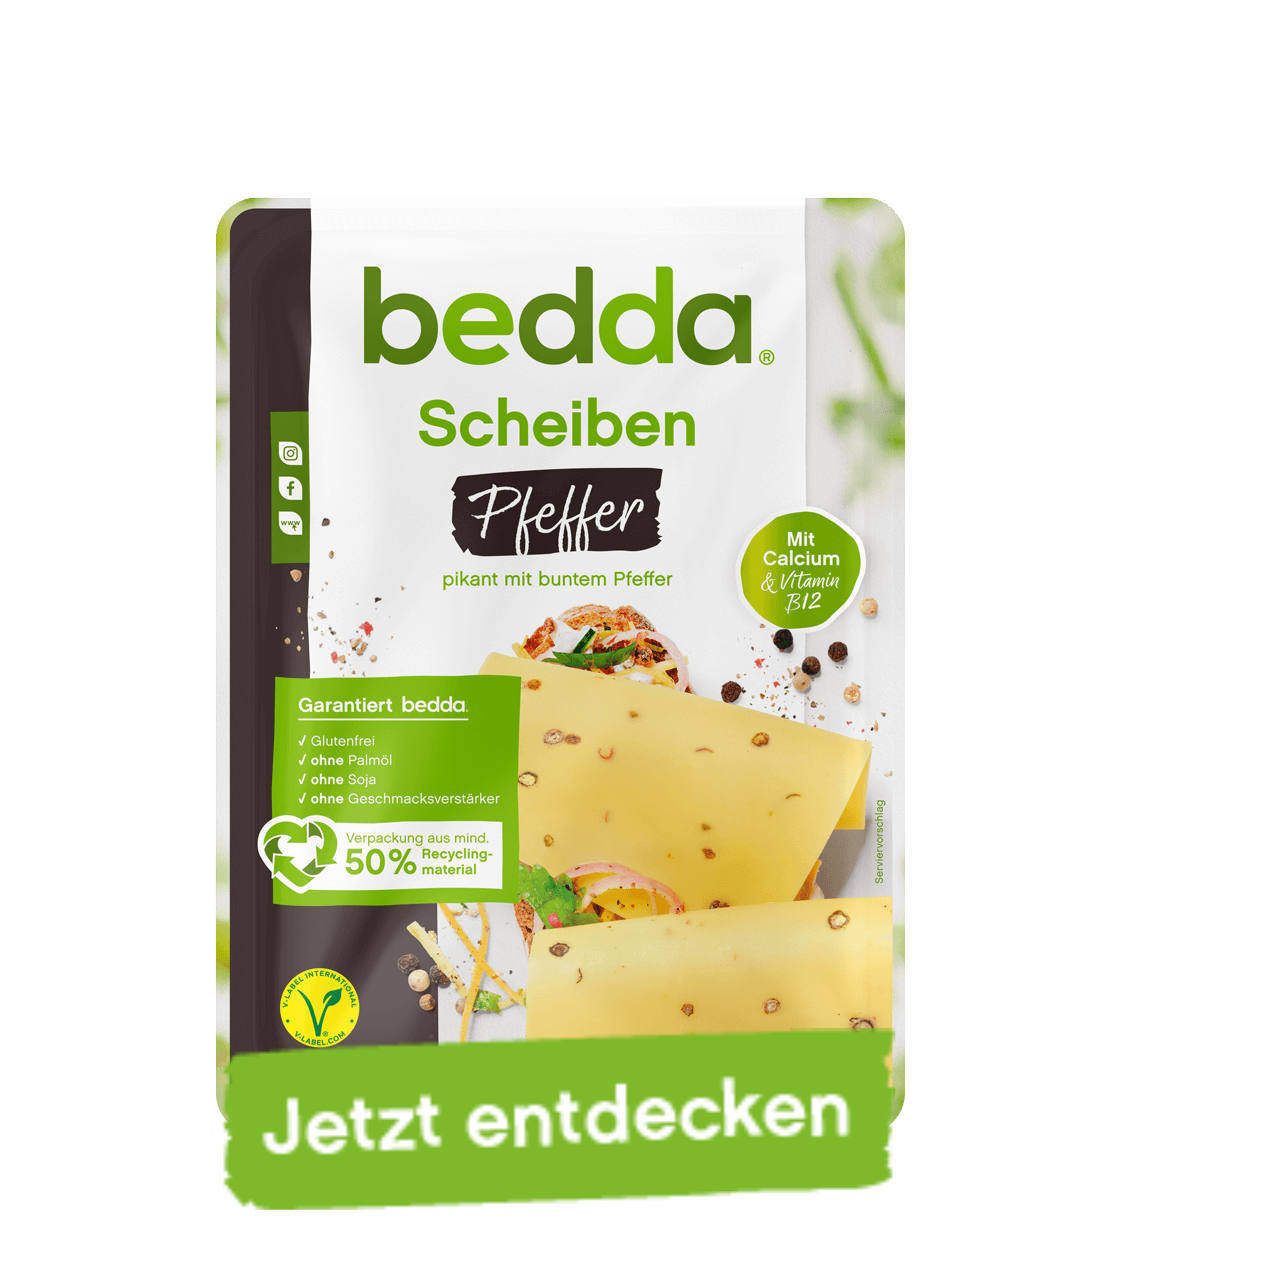 bedda®
Scheiben
Pfeffer
pikant mit buntem Pfeffer
www
Mit
Calcium
& Vitamin
B12
Garantiert bedda.
✓ Glutenfrei
✓ ohne Palmöl
✓ ohne Soja
✓ ohne Geschmacksverstärker
Verpackung aus mind.
50% Recycling-
material
Serviervorschlag
V-LABEL INTERNATIONAL
V-LABEL.COM
Jetzt entdecken